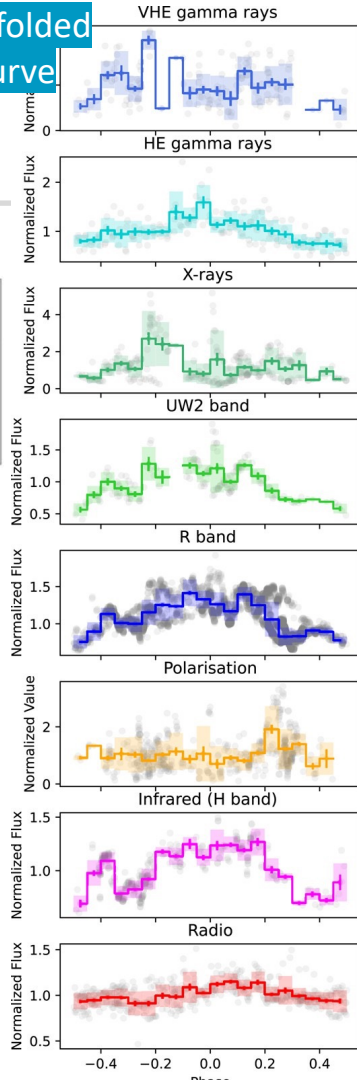 folded
urve
VHE gamma rays
0
HE gamma rays
Normalized Flux
2
1
X-rays
Normalized Flux
4
2
0
UW2 band
Normalized Flux
1.5
1.0
0.5
R band
Normalized Flux
1.5
1.0
Polarisation
Normalized Value
2
0
Infrared (H band)
Normalized Flux
1.5
1.0
Radio
Normalized Flux
1.5
1.0
0.5
−0.4 −0.2 0.0 0.2 0.4